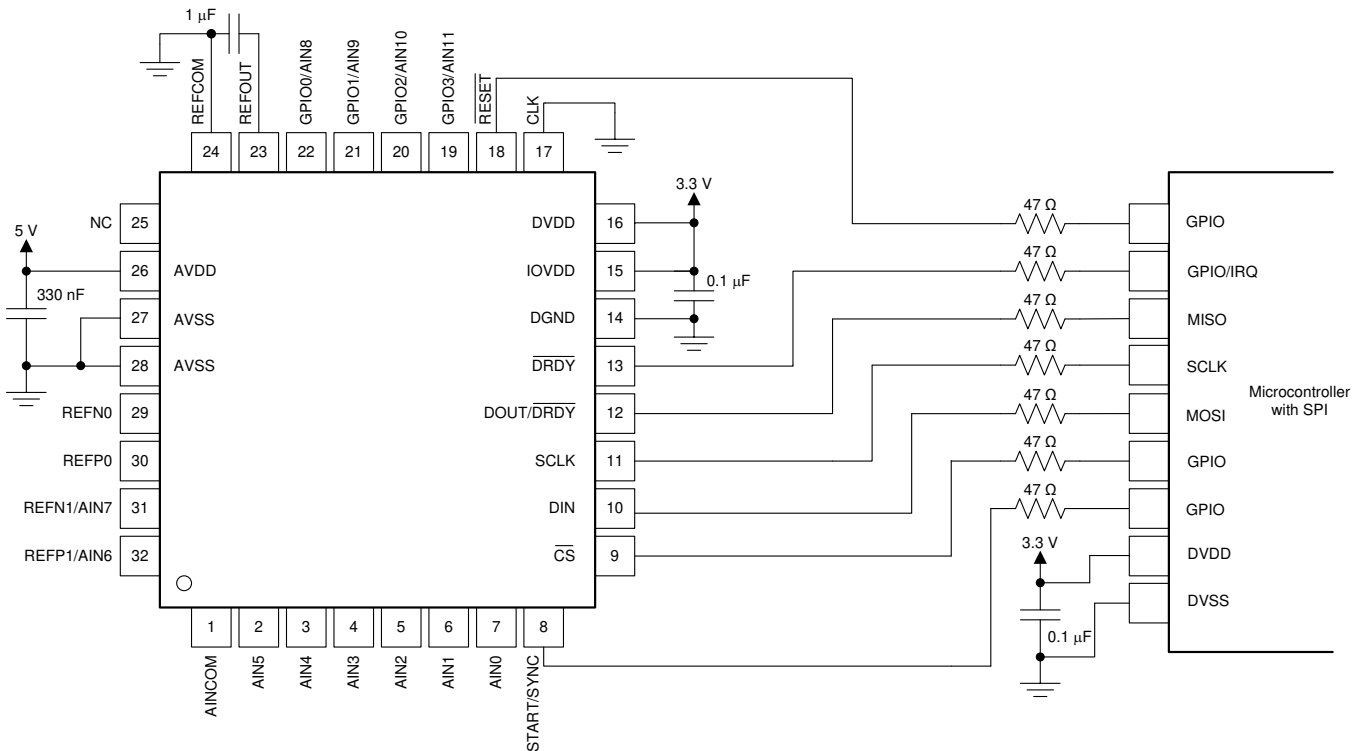 1 μF
REFCOM
REFOUT
GPIO0/AIN8
GPIO1/AIN9
GPIO2/AIN10
GPIO3/AIN11
RESET
CLK
24
23
22
21
20
19
18
17
NC
25
5 V
26
AVDD
330 nF
27
AVSS
28
AVSS
REFN0
29
REFP0
30
REFN1/AIN7
31
REFP1/AIN6
32
3.3 V
DVDD
16
IOVDD
15
0.1 μF
DGND
14
DRDY
13
DOUT/DRDY
12
SCLK
11
DIN
10
CS
9
1
2
3
4
5
6
7
8
AINCOM
AIN5
AIN4
AIN3
AIN2
AIN1
AIN0
START/SYNC
47 Ω
GPIO
47 Ω
GPIO/IRQ
47 Ω
MISO
47 Ω
SCLK
47 Ω
MOSI
47 Ω
GPIO
47 Ω
GPIO
Microcontroller
with SPI
3.3 V
DVDD
DVSS
0.1 μF